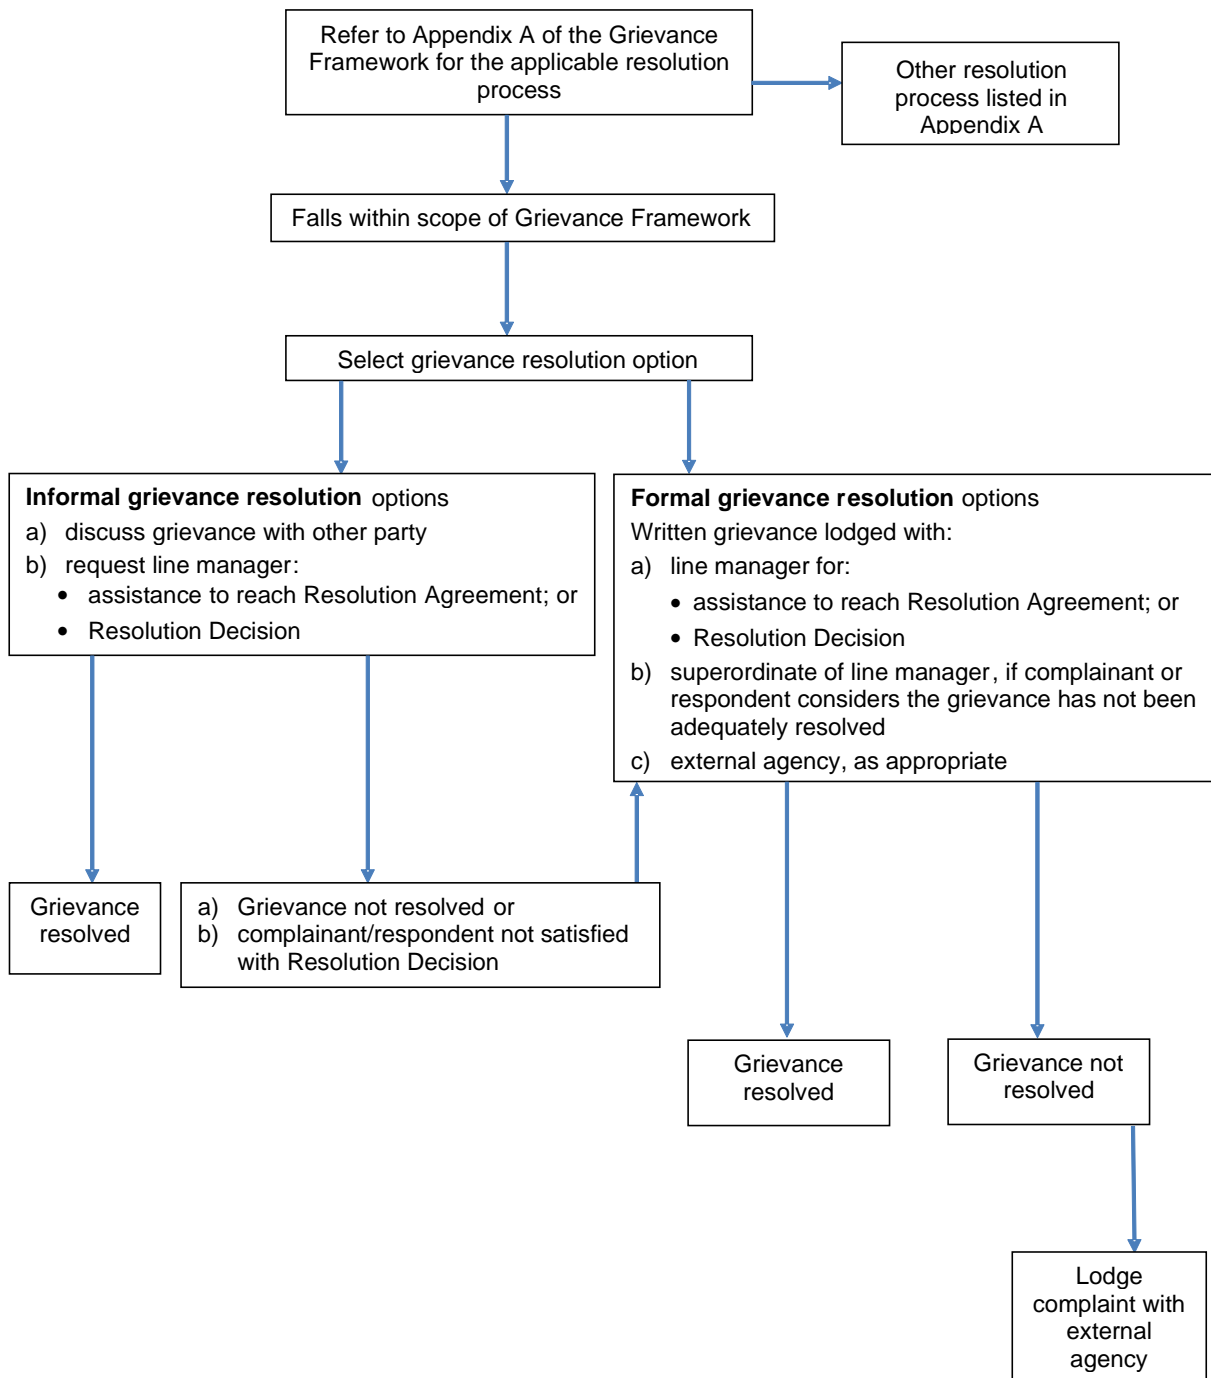 Refer to Appendix A of the Grievance
Framework for the applicable resolution
process
Other resolution
process listed in
Appendix A
Falls within scope of Grievance Framework
Select grievance resolution option
Informal grievance resolution options
a) discuss grievance with other party
b) request line manager:
• assistance to reach Resolution Agreement; or
• Resolution Decision
Formal grievance resolution options
Written grievance lodged with:
a) line manager for:
• assistance to reach Resolution Agreement; or
• Resolution Decision
b) superordinate of line manager, if complainant or
respondent considers the grievance has not been
adequately resolved
c) external agency, as appropriate
Grievance
resolved
a) Grievance not resolved or
b) complainant/respondent not satisfied
with Resolution Decision
Grievance
resolved
Grievance not
resolved
Lodge
complaint with
external
agency